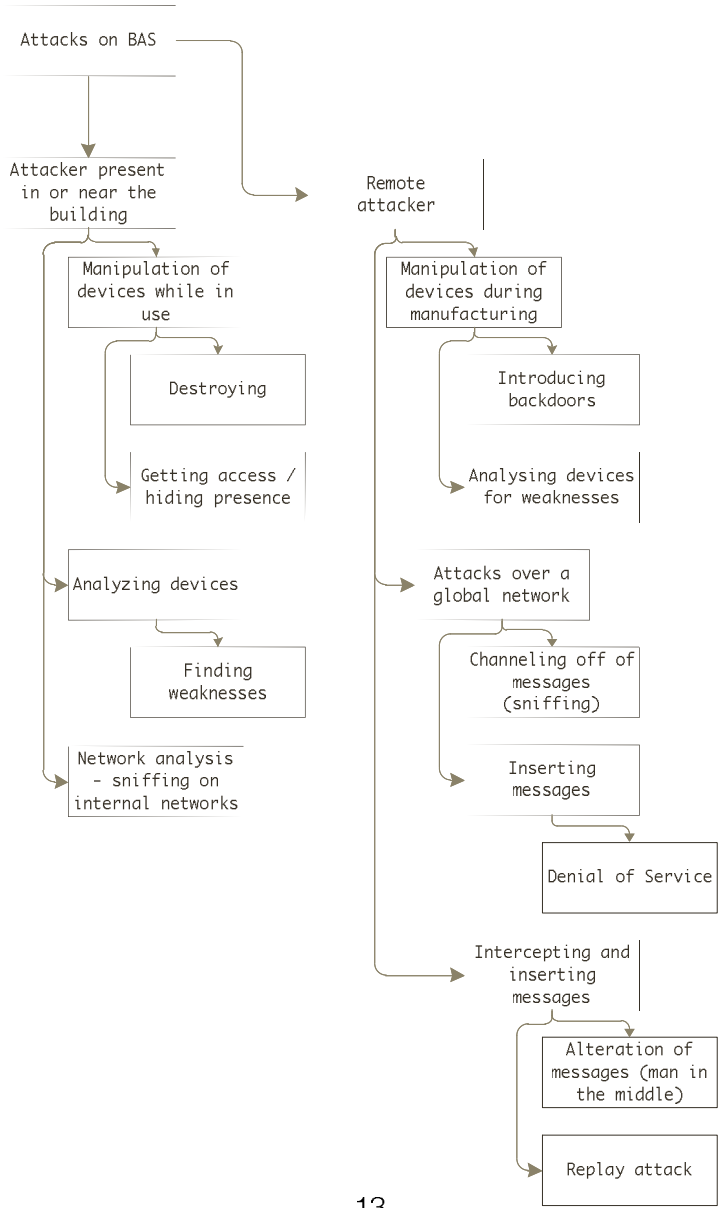 Attacks on BAS
Attacker present
in or near the
building
Manipulation of
devices while in
use
Destroying
Getting access /
hiding presence
Analyzing devices
Finding
weaknesses
Network analysis
- sniffing on
internal networks
Remote
attacker
Manipulation of
devices during
manufacturing
Introducing
backdoors
Analysing devices
for weaknesses
Attacks over a
global network
Channeling off of
messages
(sniffing)
Inserting
messages
Denial of Service
Intercepting and
inserting
messages
Alteration of
messages (man in
the middle)
Replay attack
13